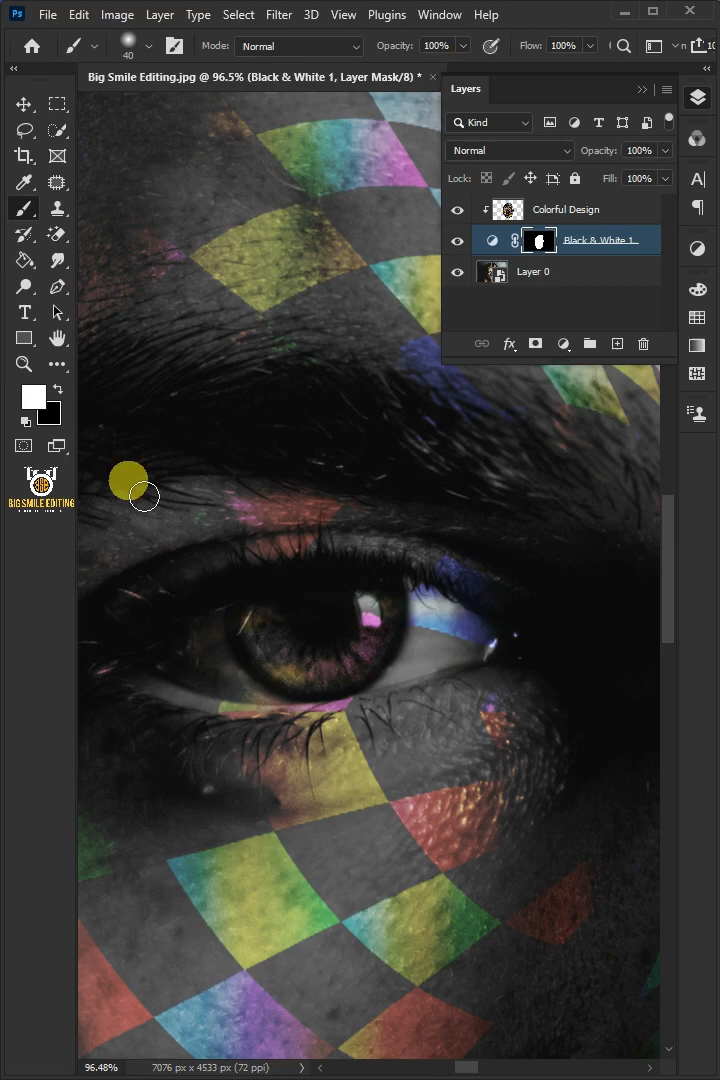 Ps File Edit Image Layer Type Select Filter 3D View Plugins Window Help
40 Mode: Normal Opacity: 100% Flow: 100%
Big Smile Editing.jpg @ 96.5% (Black & White 1, Layer Mask/8) * ×
Layers
Kind
Normal Opacity: 100%
Lock: Fill: 100%
Colorful Design
Black & White 1
Layer 0
BSE
BIG SMILE EDITING
96.48% 7076 px x 4533 px (72 ppi)